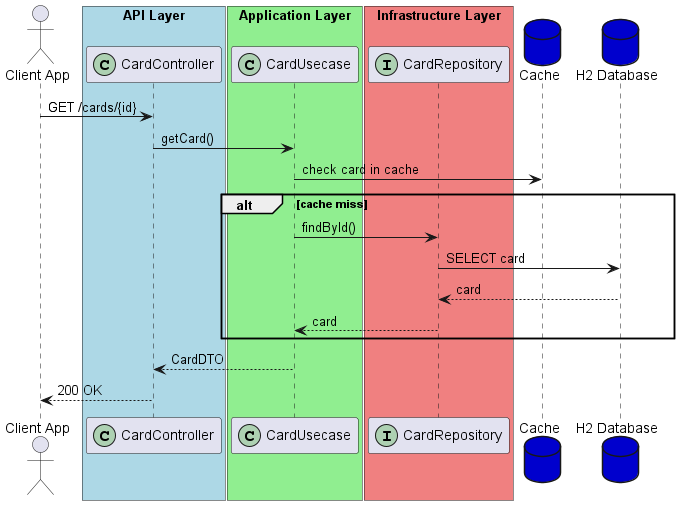 API Layer
Application Layer
Infrastructure Layer
Client App
C CardController
C CardUsecase
I CardRepository
Cache
H2 Database
GET /cards/{id}
getCard()
check card in cache
alt [cache miss]
findById()
SELECT card
card
card
CardDTO
200 OK
Client App
C CardController
C CardUsecase
I CardRepository
Cache
H2 Database